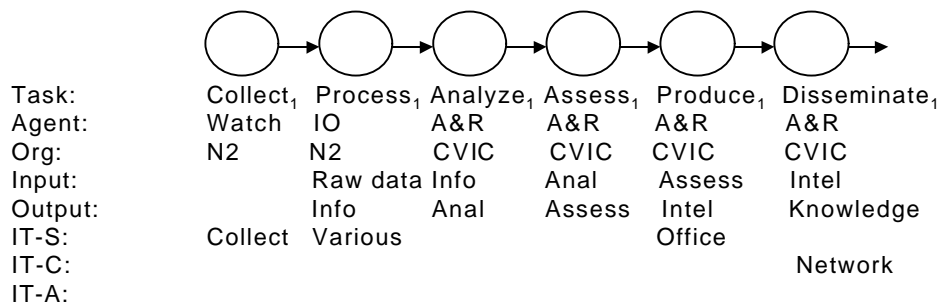 Task: Collect₁ Process₁ Analyze₁ Assess₁ Produce₁ Disseminate₁
Agent: Watch IO A&R A&R A&R A&R
Org: N2 N2 CVIC CVIC CVIC CVIC
Input: Raw data Info Anal Assess Intel
Output: Info Anal Assess Intel Knowledge
IT-S: Collect Various Office
IT-C: Network
IT-A: